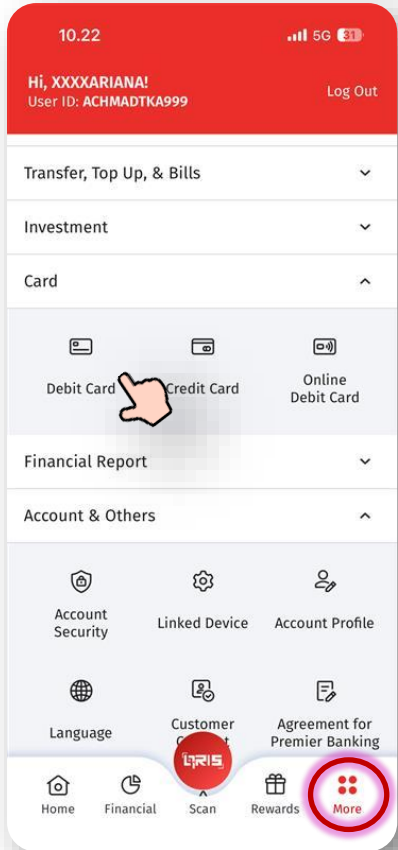 10.22 5G 31
Hi, XXXXARIANA!
User ID: ACHMADTKA999
Log Out
Transfer, Top Up, & Bills
Investment
Card
Debit Card Credit Card Online
Debit Card
Financial Report
Account & Others
Account
Security
Linked Device Account Profile
Language
Customer
Agreement for
Premier Banking
QRIS
Home Financial Scan Rewards More